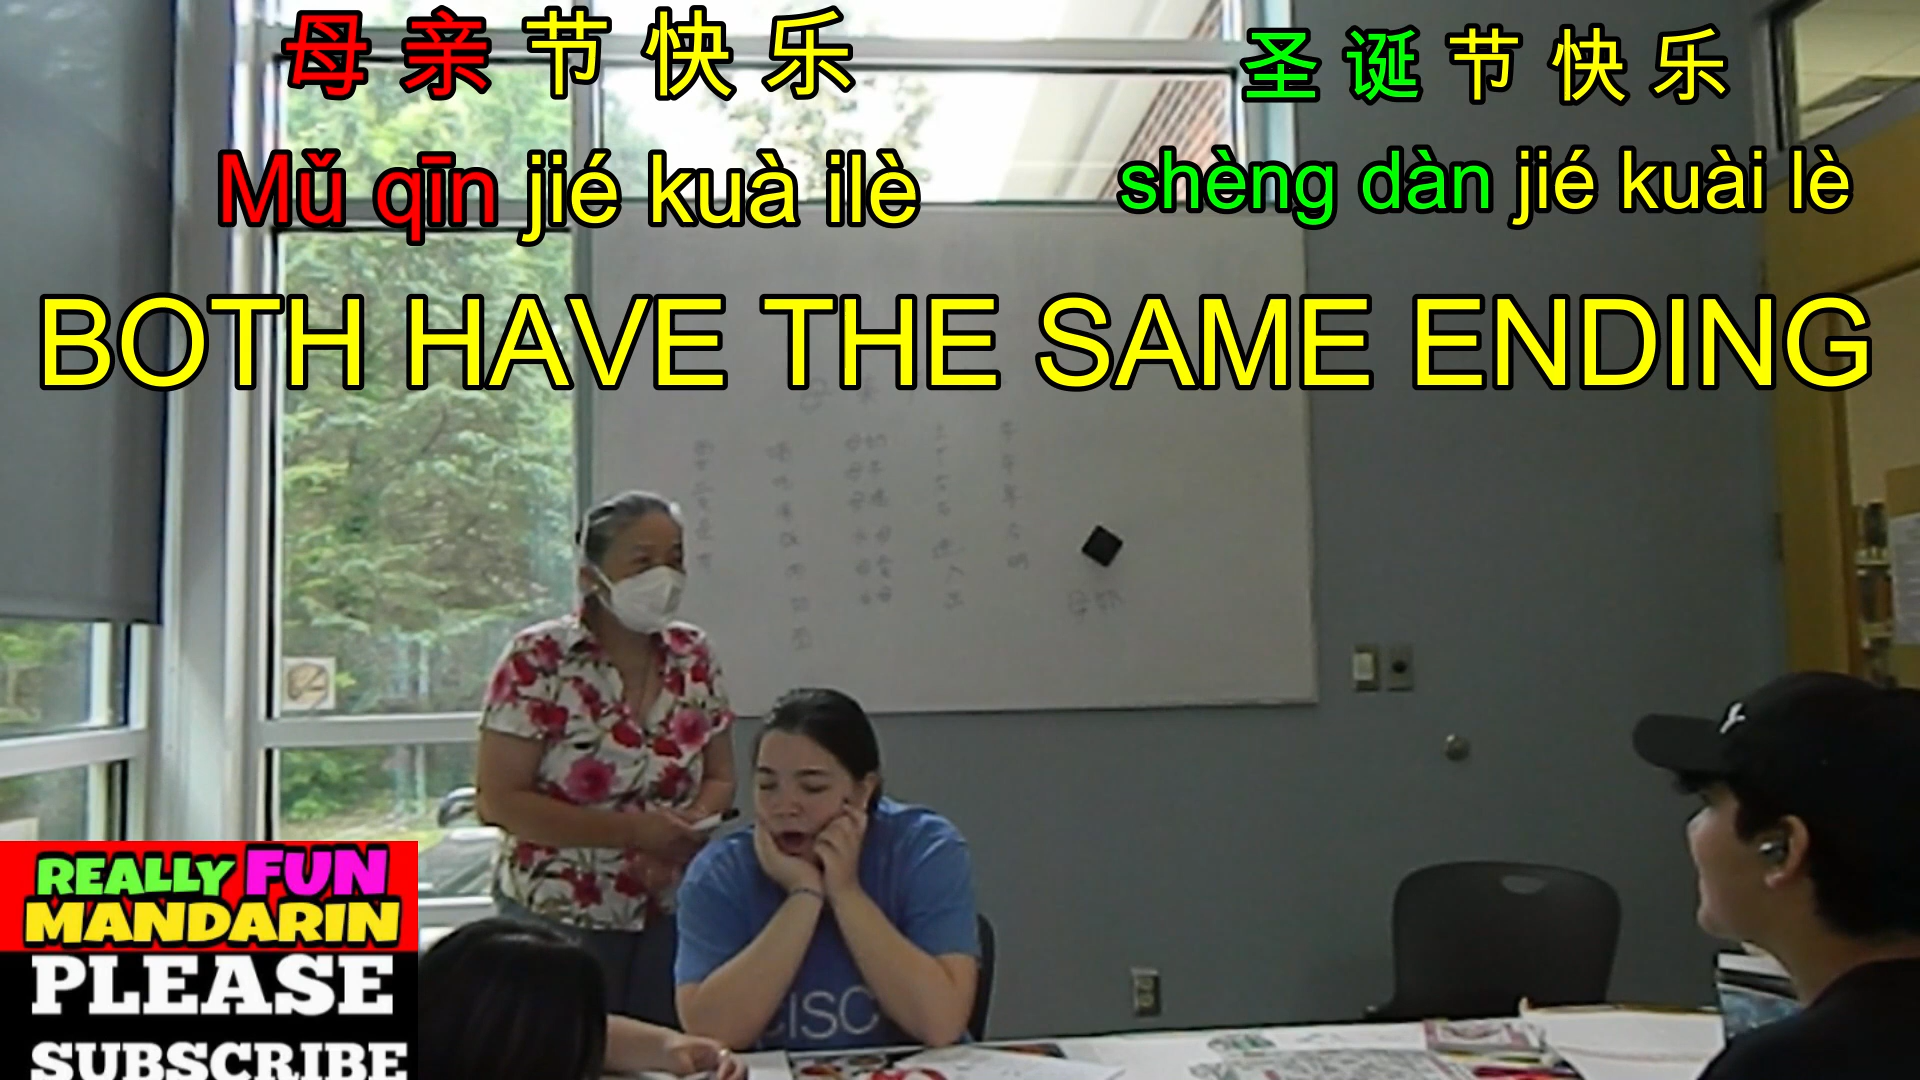 母亲节快乐
Mǔ qīn jié kuà ilè
圣诞节快乐
shèng dàn jié kuài lè
BOTH HAVE THE SAME ENDING
REALLY FUN
MANDARIN
PLEASE
SUBSCRIBE
CISC